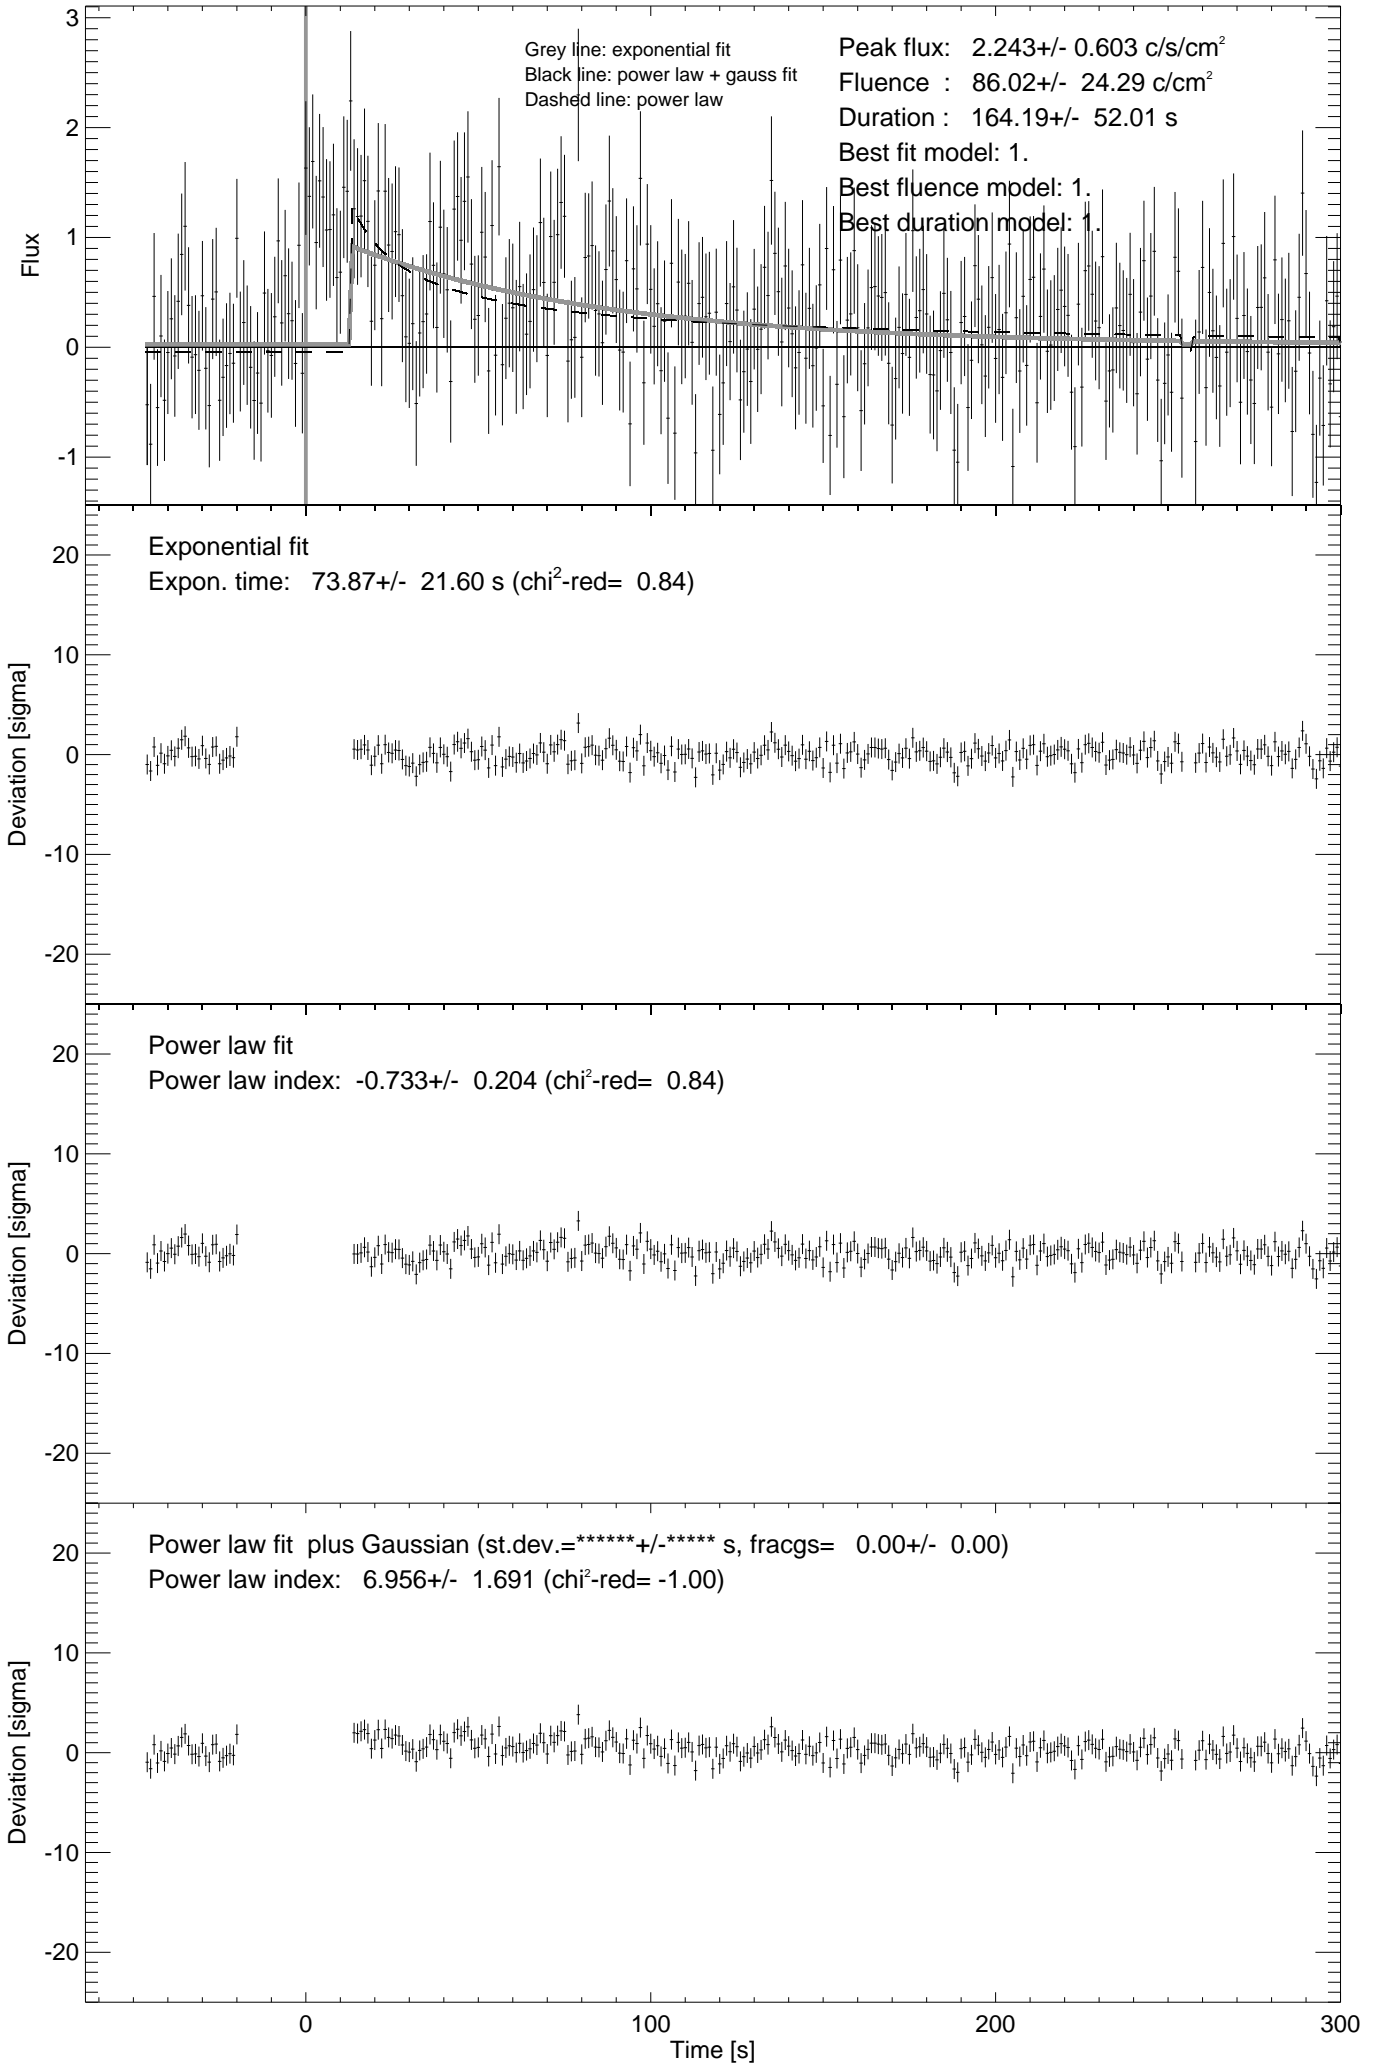 3
2
1
0
-1
Flux
Grey line: exponential fit
Black line: power law + gauss fit
Dashed line: power law
Peak flux: 2.243+/- 0.603 c/s/cm²
Fluence : 86.02+/- 24.29 c/cm²
Duration : 164.19+/- 52.01 s
Best fit model: 1.
Best fluence model: 1.
Best duration model: 1.
20
10
0
-10
-20
Deviation [sigma]
Exponential fit
Expon. time: 73.87+/- 21.60 s (chi²-red= 0.84)
20
10
0
-10
-20
Deviation [sigma]
Power law fit
Power law index: -0.733+/- 0.204 (chi²-red= 0.84)
20
10
0
-10
-20
Deviation [sigma]
Power law fit plus Gaussian (st.dev.=******+/-***** s, fracgs= 0.00+/- 0.00)
Power law index: 6.956+/- 1.691 (chi²-red= -1.00)
0 100 200 300
Time [s]